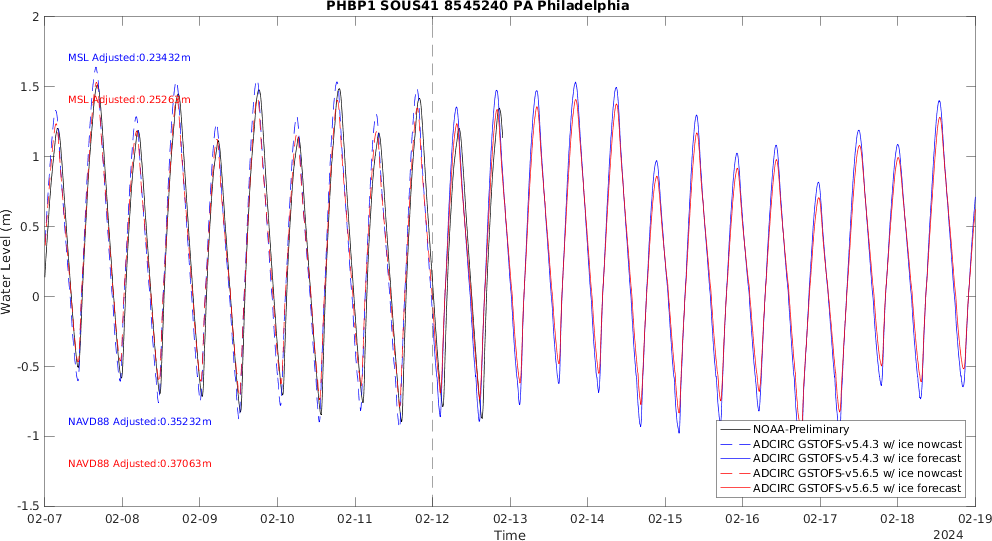 PHBP1 SOUS41 8545240 PA Philadelphia
Water Level (m)
2
1.5
1
0.5
0
-0.5
-1
-1.5
MSL Adjusted:0.23432m
MSL Adjusted:0.25263m
NAVD88 Adjusted:0.35232m
NAVD88 Adjusted:0.37063m
NOAA-Preliminary
ADCIRC GSTOFS-v5.4.3 w/ ice nowcast
ADCIRC GSTOFS-v5.4.3 w/ ice forecast
ADCIRC GSTOFS-v5.6.5 w/ ice nowcast
ADCIRC GSTOFS-v5.6.5 w/ ice forecast
02-07 02-08 02-09 02-10 02-11 02-12 02-13 02-14 02-15 02-16 02-17 02-18 02-19
Time
2024